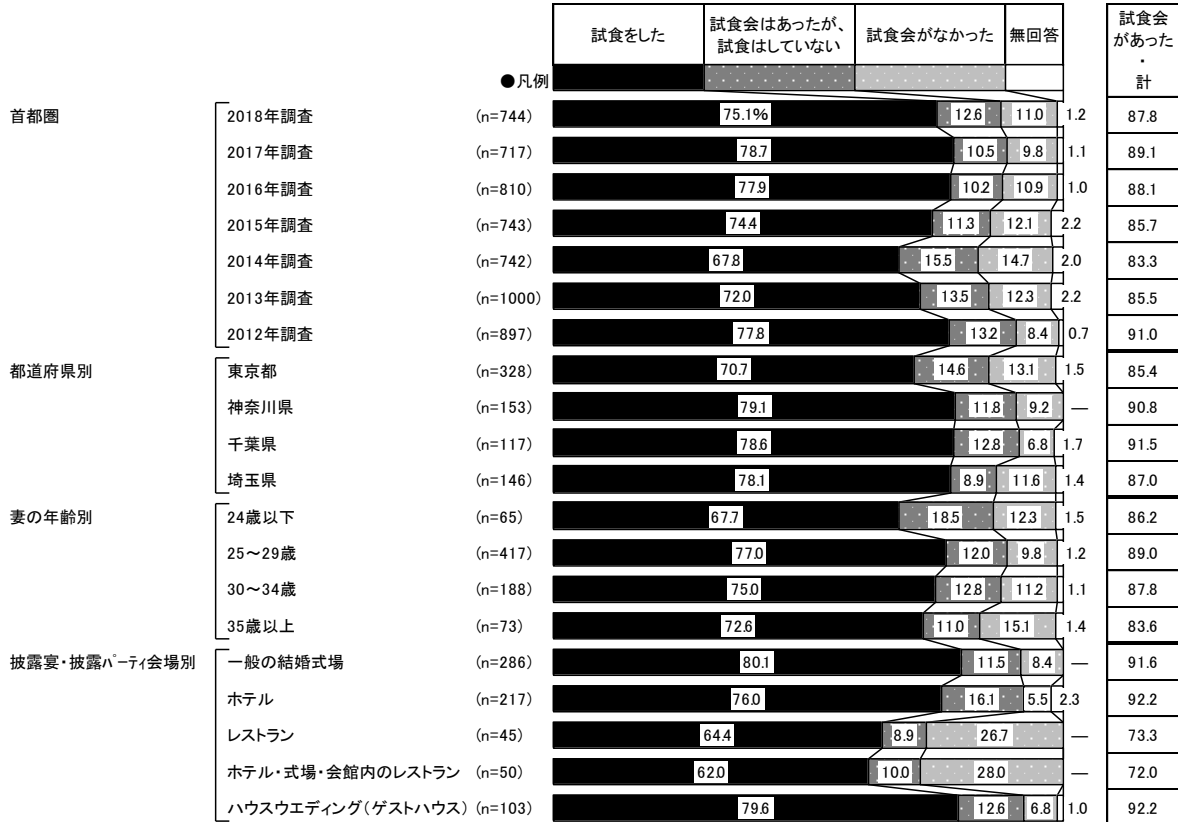 試食をした 試食会はあったが、試食はしていない 試食会がなかった 無回答 試食会があった・計
●凡例
首都圏 2018年調査 (n=744) 75.1% 12.6 11.0 1.2 87.8
2017年調査 (n=717) 78.7 10.5 9.8 1.1 89.1
2016年調査 (n=810) 77.9 10.2 10.9 1.0 88.1
2015年調査 (n=743) 74.4 11.3 12.1 2.2 85.7
2014年調査 (n=742) 67.8 15.5 14.7 2.0 83.3
2013年調査 (n=1000) 72.0 13.5 12.3 2.2 85.5
2012年調査 (n=897) 77.8 13.2 8.4 0.7 91.0
都道府県別 東京都 (n=328) 70.7 14.6 13.1 1.5 85.4
神奈川県 (n=153) 79.1 11.8 9.2 — 90.8
千葉県 (n=117) 78.6 12.8 6.8 1.7 91.5
埼玉県 (n=146) 78.1 8.9 11.6 1.4 87.0
妻の年齢別 24歳以下 (n=65) 67.7 18.5 12.3 1.5 86.2
25～29歳 (n=417) 77.0 12.0 9.8 1.2 89.0
30～34歳 (n=188) 75.0 12.8 11.2 1.1 87.8
35歳以上 (n=73) 72.6 11.0 15.1 1.4 83.6
披露宴・披露パーティ会場別 一般の結婚式場 (n=286) 80.1 11.5 8.4 — 91.6
ホテル (n=217) 76.0 16.1 5.5 2.3 92.2
レストラン (n=45) 64.4 8.9 26.7 — 73.3
ホテル・式場・会館内のレストラン (n=50) 62.0 10.0 28.0 — 72.0
ハウスウエディング(ゲストハウス) (n=103) 79.6 12.6 6.8 1.0 92.2